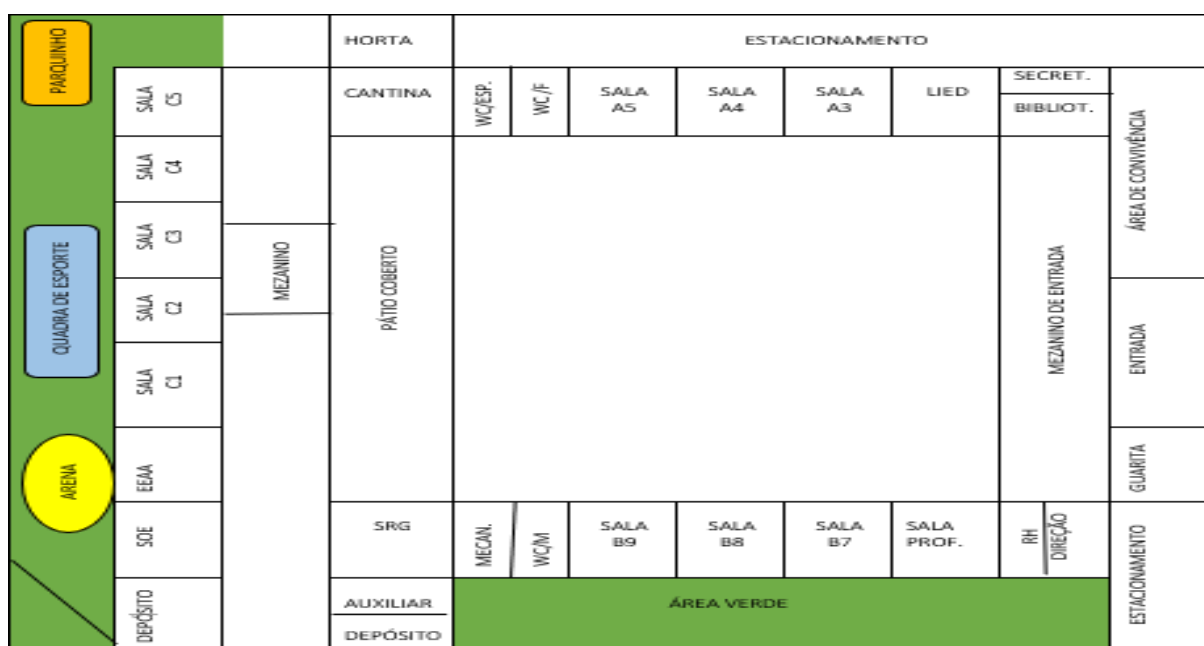 PARQUINHO
HORTA
ESTACIONAMENTO
SALA
C5
CANTINA
WC/ESP.
WC/F
SALA
A5
SALA
A4
SALA
A3
LIED
SECRET.
BIBLIOT.
ÁREA DE CONVIVÊNCIA
SALA
C4
QUADRA DE ESPORTE
SALA
C3
MEZANINO
PÁTIO COBERTO
MEZANINO DE ENTRADA
SALA
C2
ENTRADA
SALA
C1
ARENA
EEAA
GUARITA
SOE
SRG
MECAN.
WC/M
SALA
B9
SALA
B8
SALA
B7
SALA
PROF.
RH
DIREÇÃO
ESTACIONAMENTO
DEPÓSITO
AUXILIAR
DEPÓSITO
ÁREA VERDE